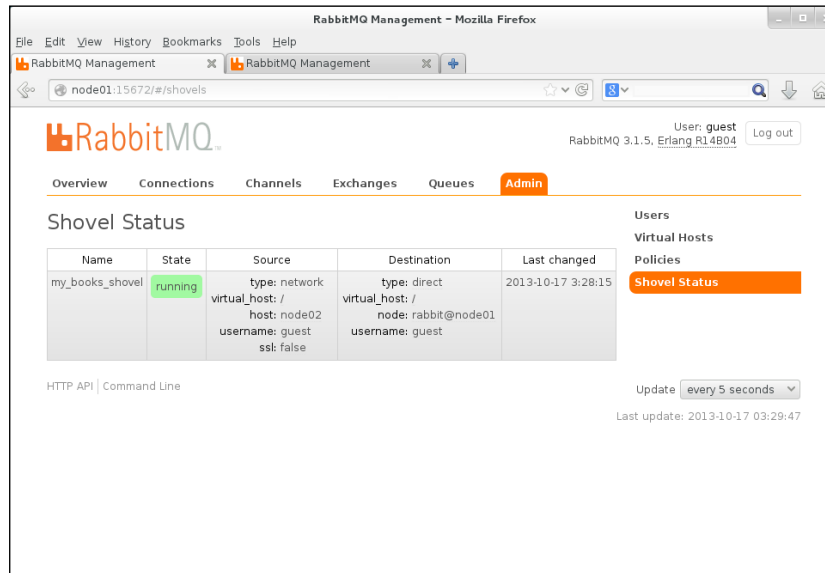 RabbitMQ Management - Mozilla Firefox
File Edit View History Bookmarks Tools Help
RabbitMQ Management RabbitMQ Management
node01:15672/#/shovels
RabbitMQ
User: guest
RabbitMQ 3.1.5, Erlang R14B04
Log out
Overview Connections Channels Exchanges Queues Admin
Shovel Status
Name State Source Destination Last changed
my_books_shovel running type: network type: direct 2013-10-17 3:28:15
virtual_host: / virtual_host: /
host: node02 node: rabbit@node01
username: guest username: guest
ssl: false
Users
Virtual Hosts
Policies
Shovel Status
HTTP API Command Line
Update every 5 seconds
Last update: 2013-10-17 03:29:47